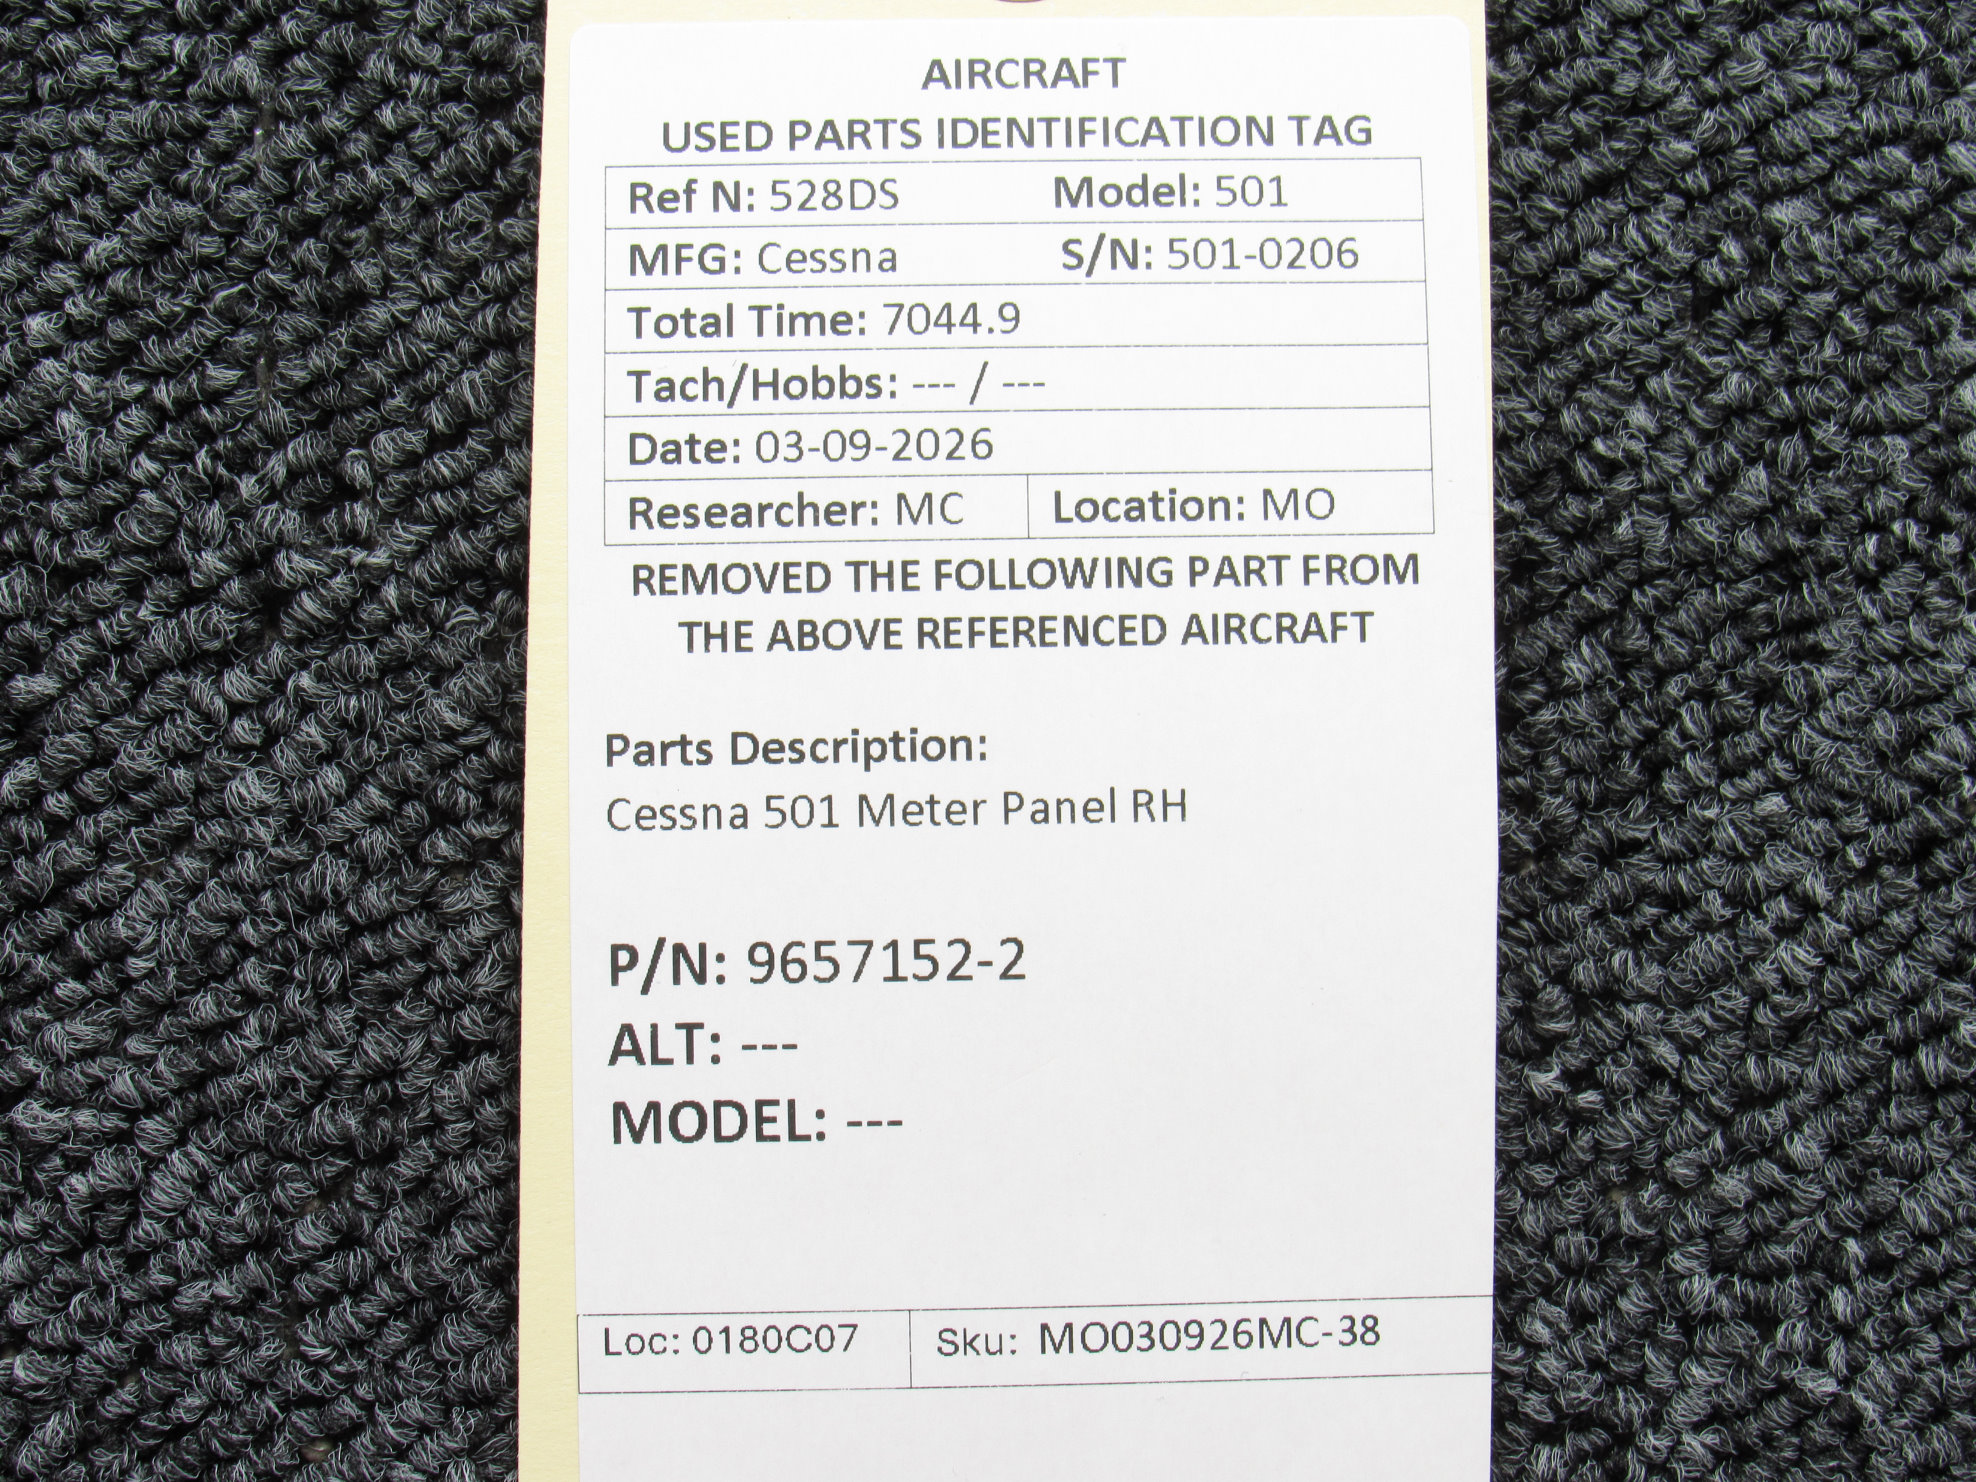 AIRCRAFT
USED PARTS IDENTIFICATION TAG
Ref N: 528DS Model: 501
MFG: Cessna S/N: 501-0206
Total Time: 7044.9
Tach/Hobbs: --- / ---
Date: 03-09-2026
Researcher: MC Location: MO
REMOVED THE FOLLOWING PART FROM
THE ABOVE REFERENCED AIRCRAFT
Parts Description:
Cessna 501 Meter Panel RH
P/N: 9657152-2
ALT: ---
MODEL: ---
Loc: 0180C07 Sku: MO030926MC-38